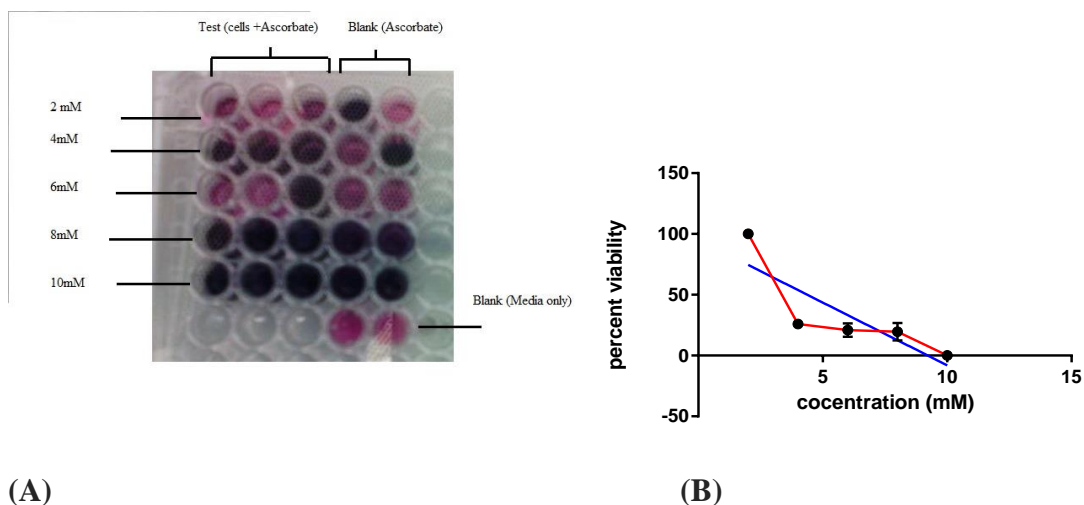 Test (cells +Ascorbate)
Blank (Ascorbate)
2 mM
4mM
6mM
8mM
10mM
Blank (Media only)
150
100
50
0
-50
5
10
15
percent viability
cocentration (mM)
(A)
(B)